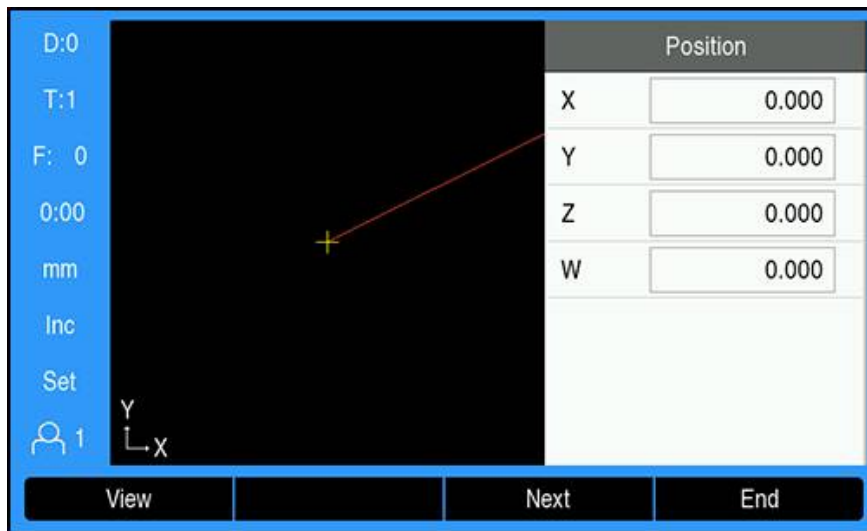 D:0
T:1
F: 0
0:00
mm
Inc
Set
1
Y
X
Position
X 0.000
Y 0.000
Z 0.000
W 0.000
View Next End